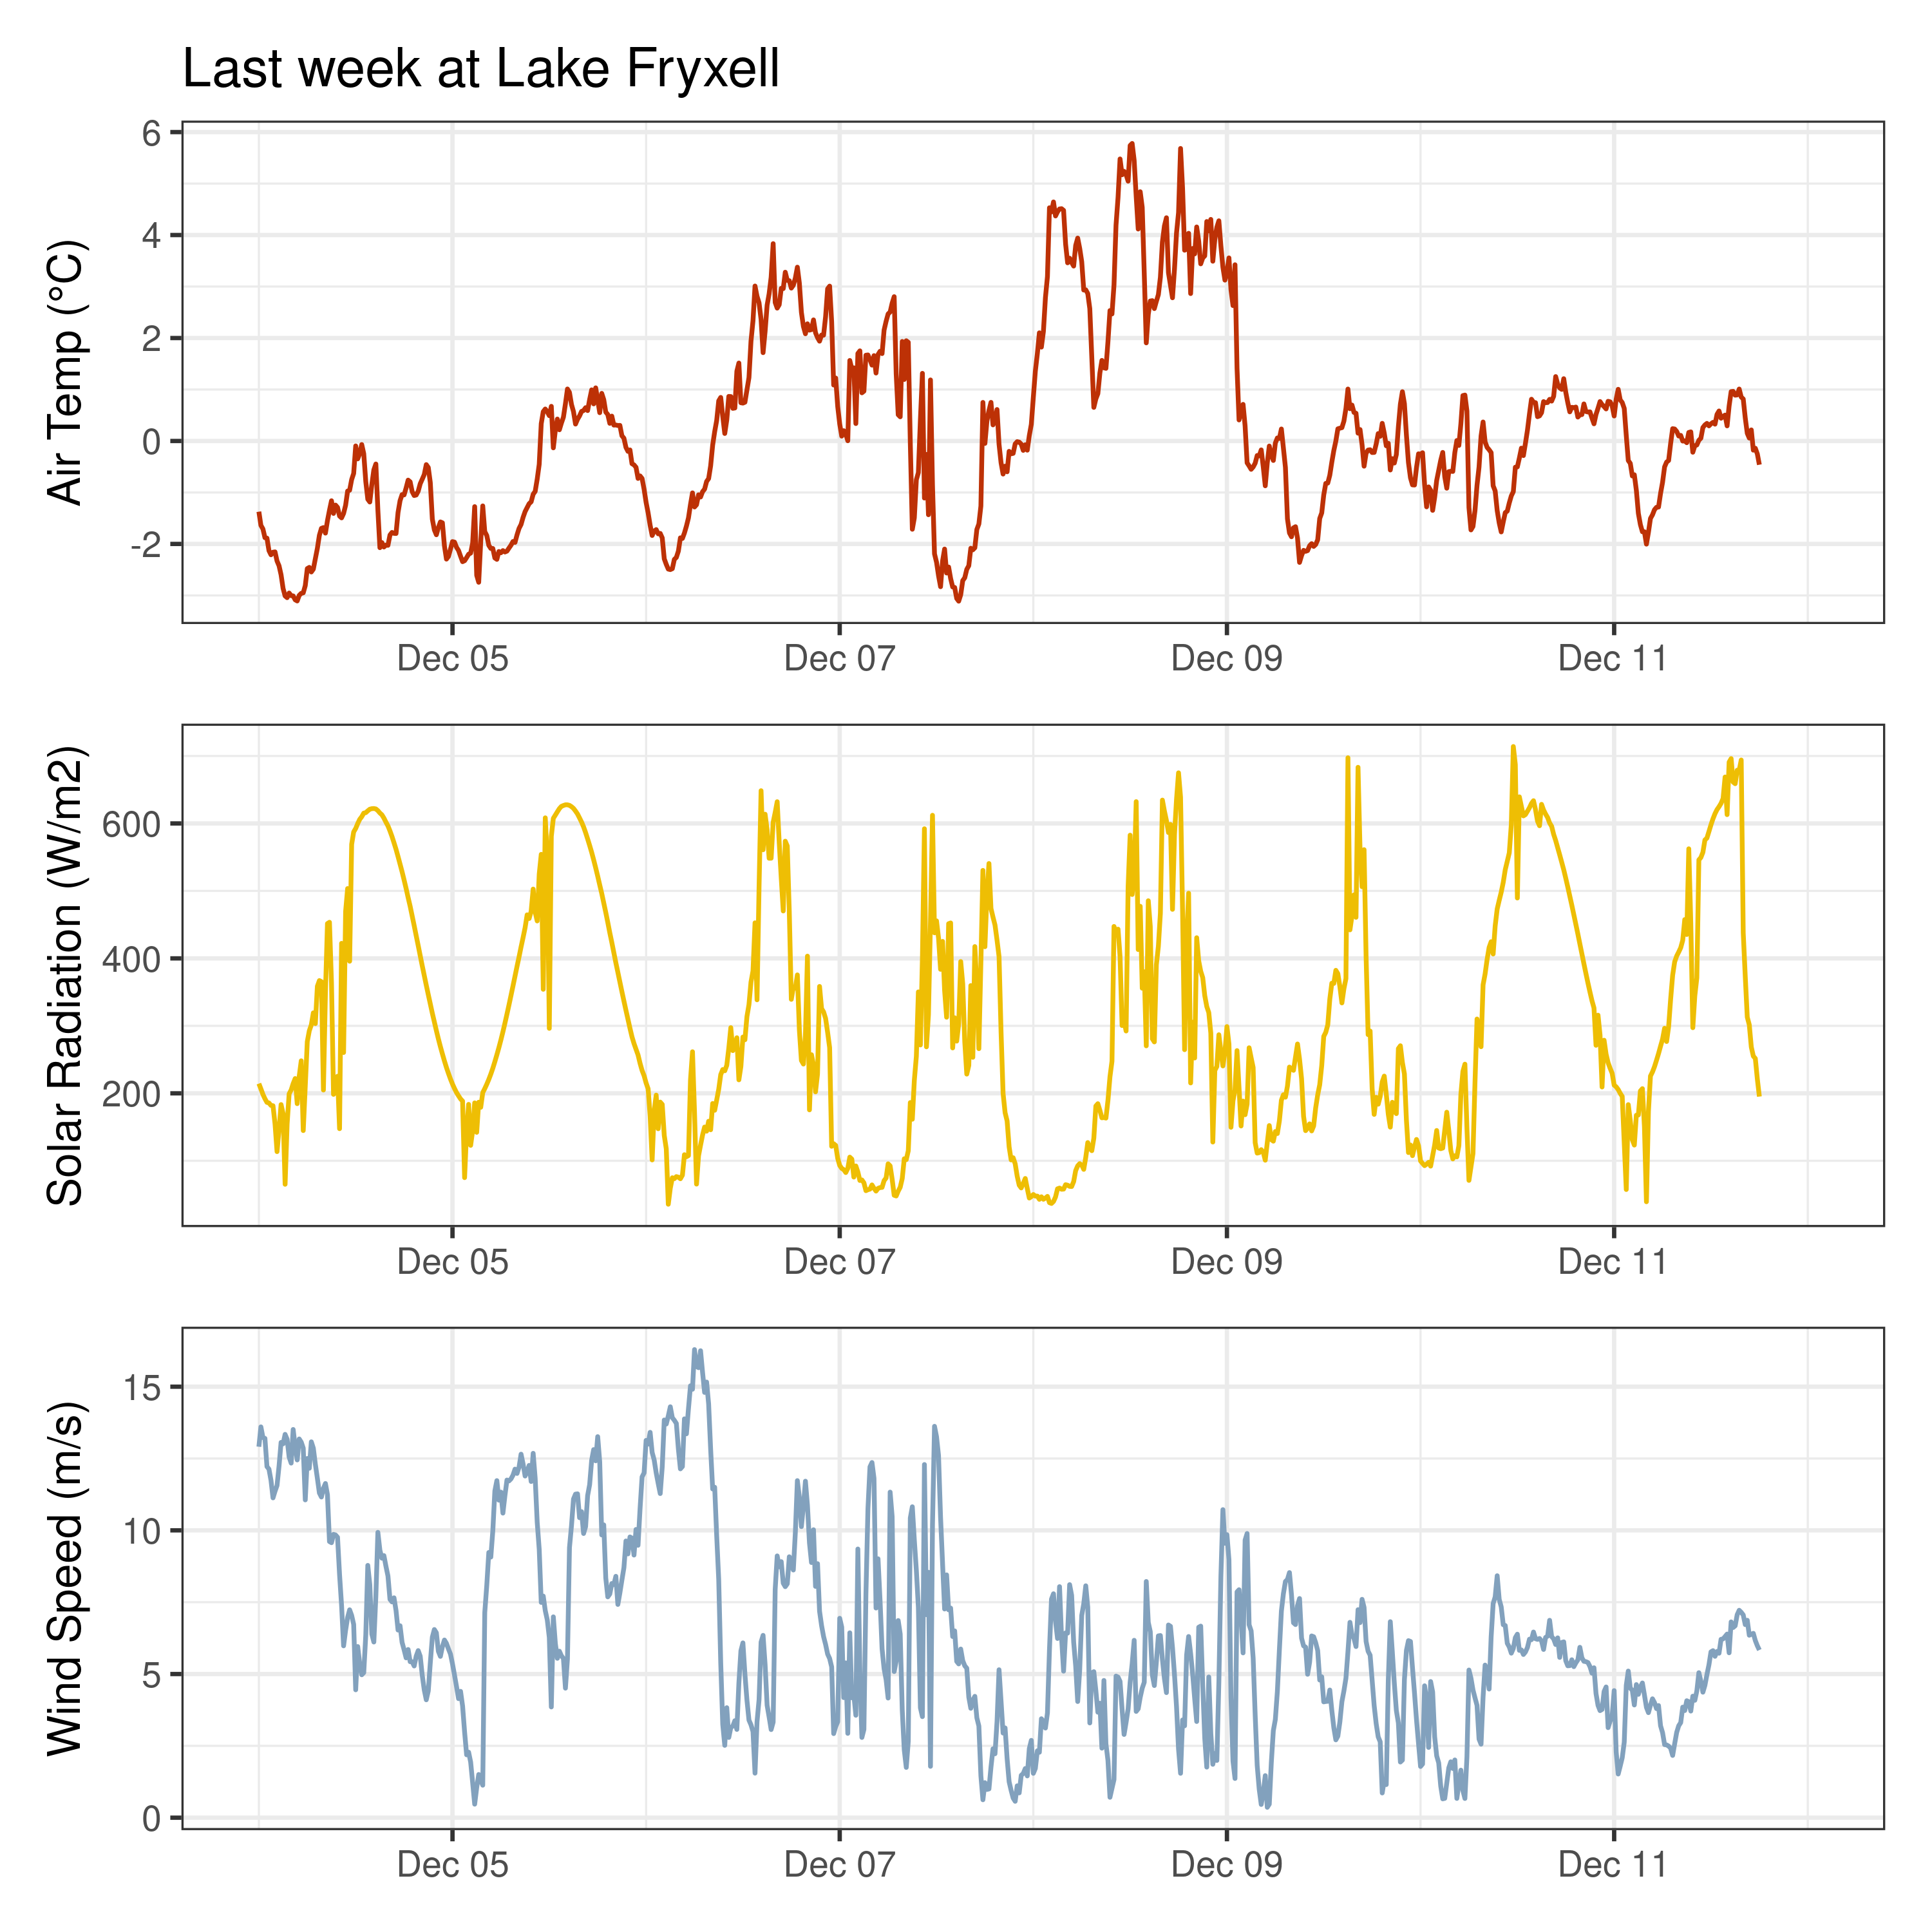 Last week at Lake Fryxell
Air Temp (°C)
6
4
2
0
-2
Dec 05 Dec 07 Dec 09 Dec 11
Solar Radiation (W/m2)
600
400
200
Dec 05 Dec 07 Dec 09 Dec 11
Wind Speed (m/s)
15
10
5
0
Dec 05 Dec 07 Dec 09 Dec 11